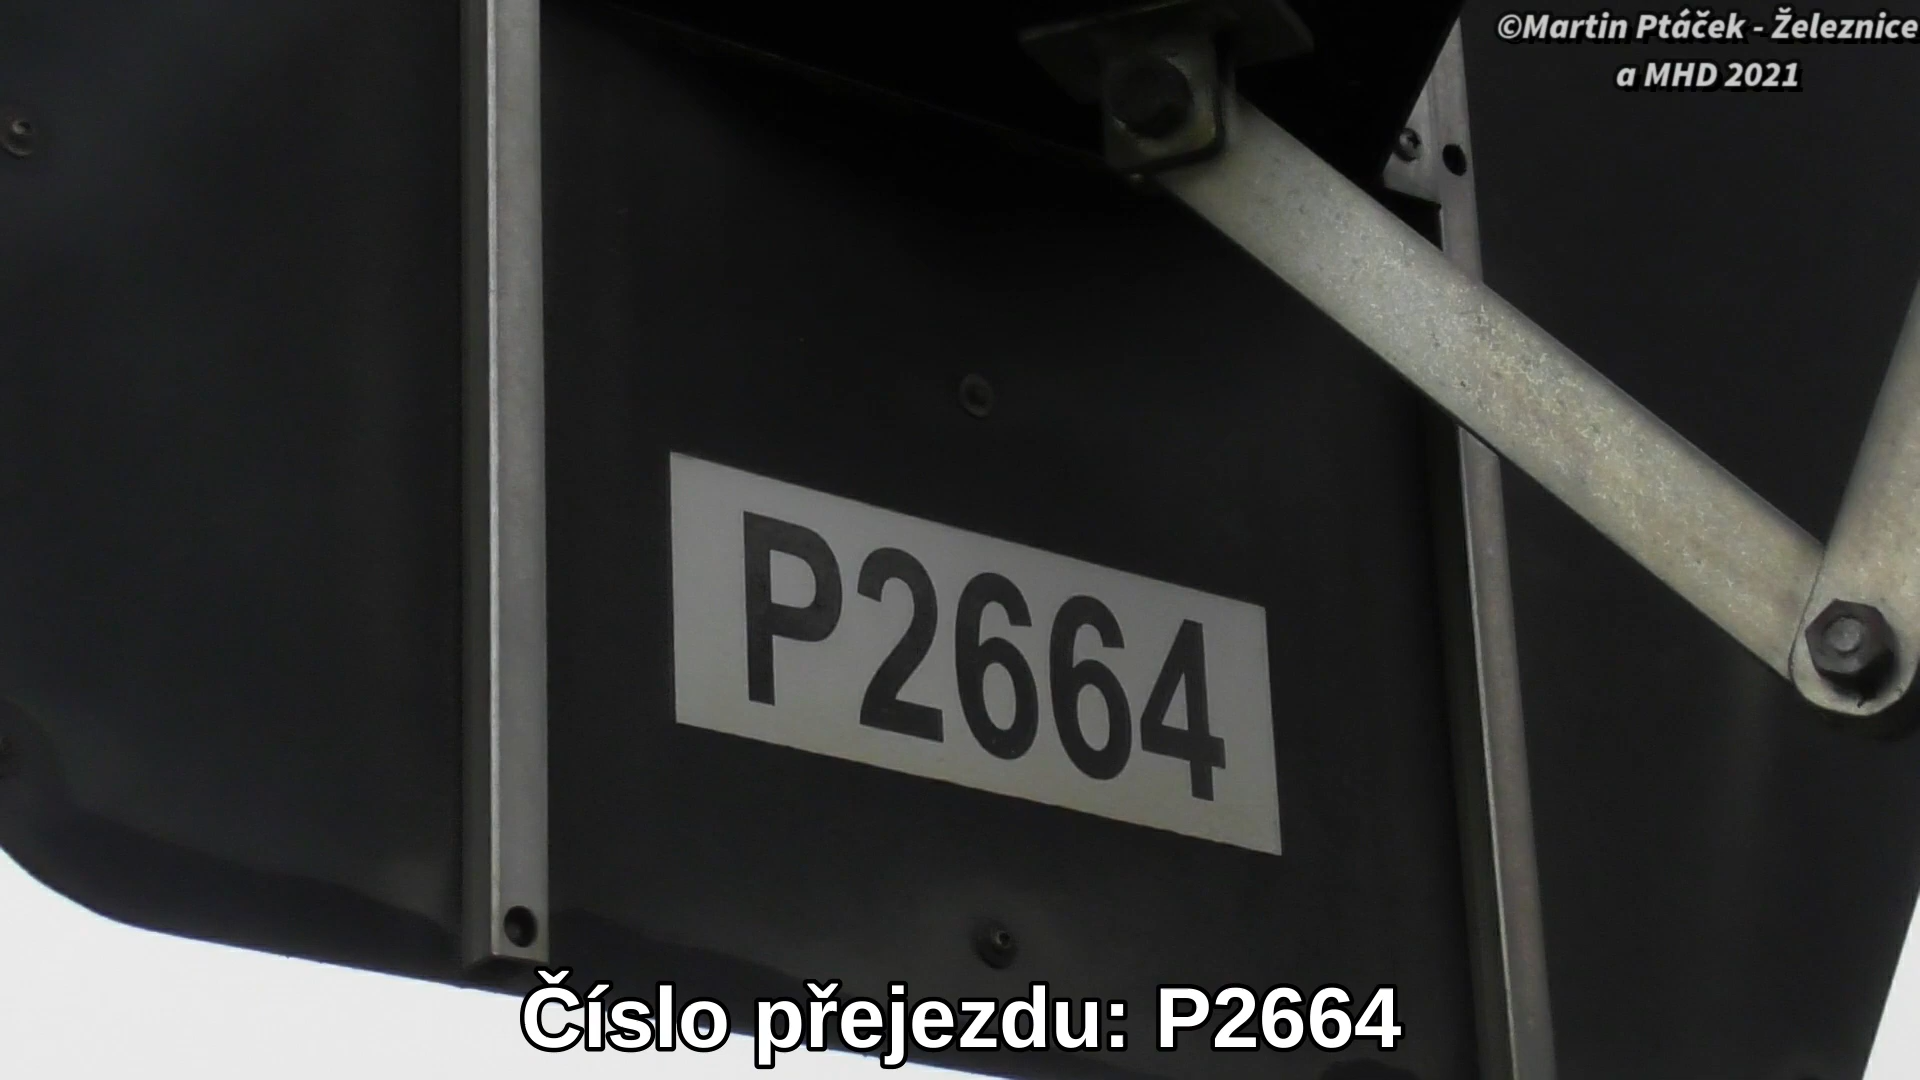 ©Martin Ptáček - Železnice
a MHD 2021
P2664
Číslo přejezdu: P2664